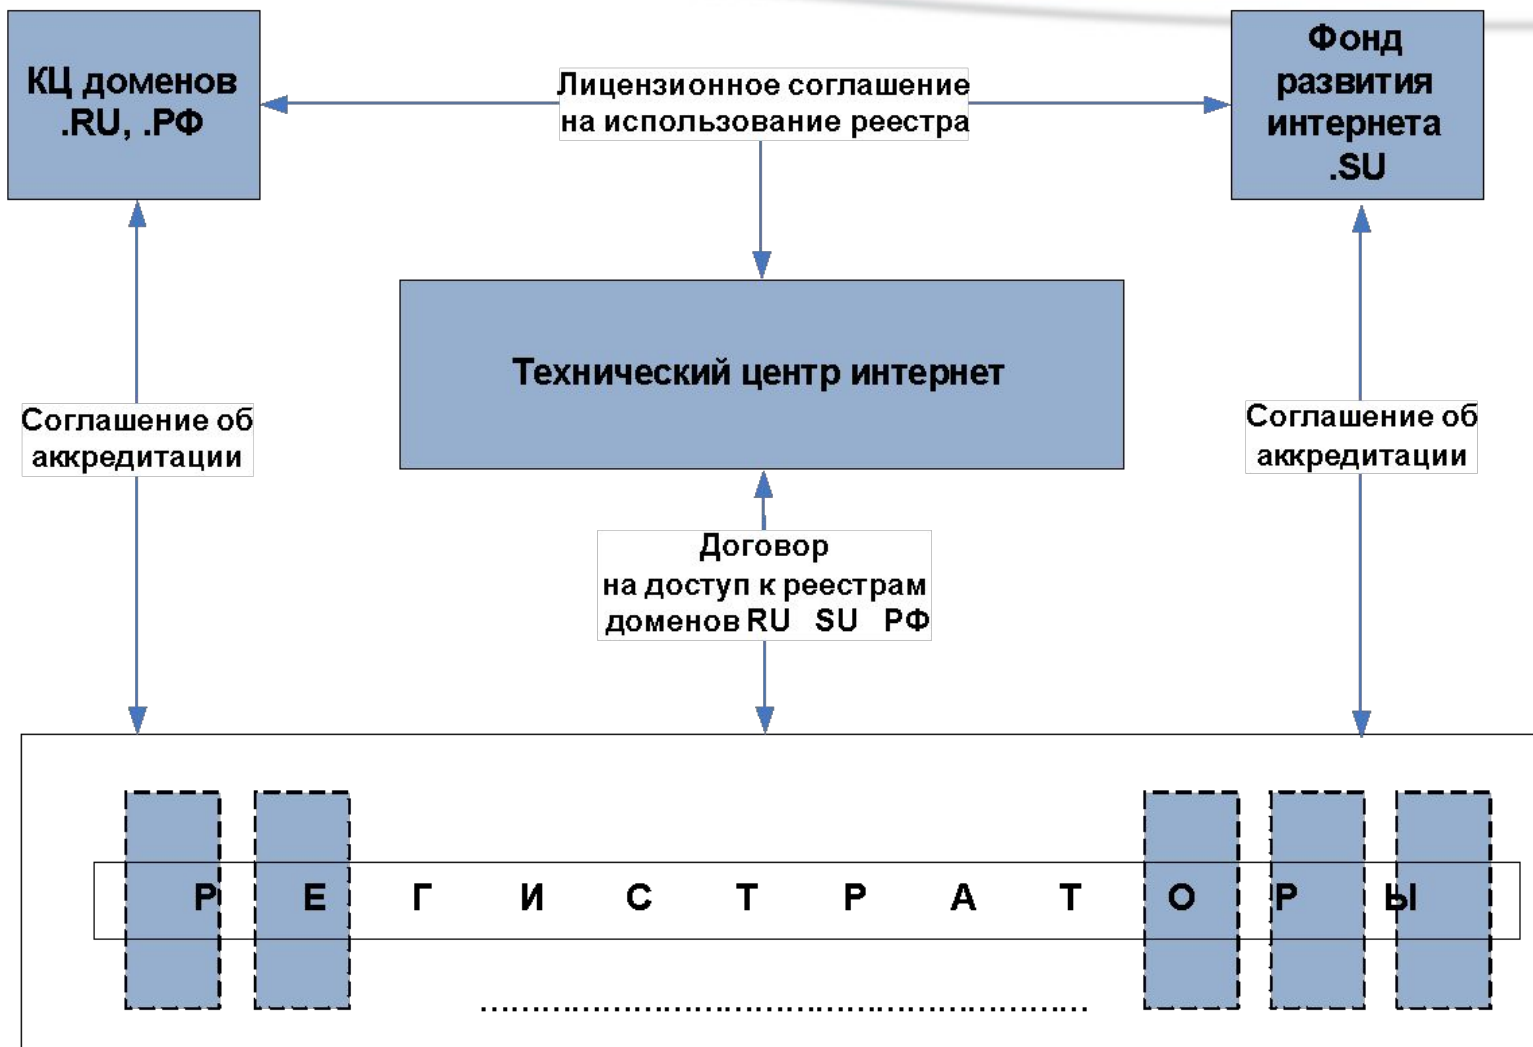 КЦ доменов
.RU, .РФ
Лицензионное соглашение
на использование реестра
Фонд
развития
интернета
.SU
Технический центр интернет
Соглашение об
аккредитации
Соглашение об
аккредитации
Договор
на доступ к реестрам
доменов RU SU РФ
Р Е Г И С Т Р А Т О Р Ы